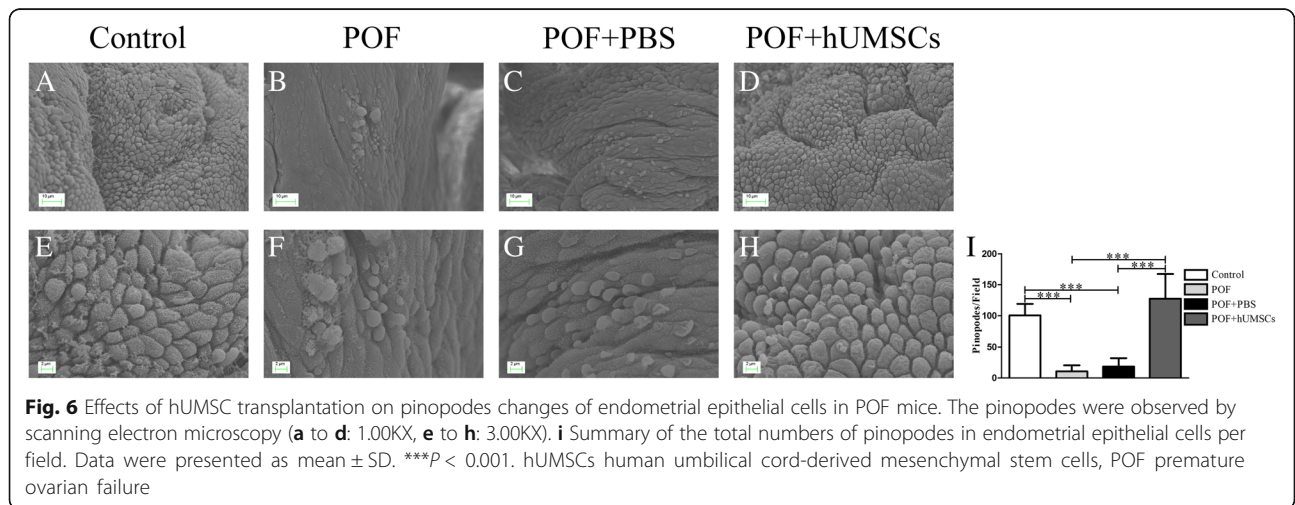 Control POF POF+PBS POF+hUMSCs
A B C D
10 µm 10 µm 10 µm 10 µm
E F G H I
2 µm 2 µm 2 µm 2 µm
Pinopodes/Field
200
150
100
50
0
*** *** *** ***
Control
POF
POF+PBS
POF+hUMSCs
Fig. 6 Effects of hUMSC transplantation on pinopodes changes of endometrial epithelial cells in POF mice. The pinopodes were observed by
scanning electron microscopy (a to d: 1.00KX, e to h: 3.00KX). i Summary of the total numbers of pinopodes in endometrial epithelial cells per
field. Data were presented as mean ± SD. ***P < 0.001. hUMSCs human umbilical cord-derived mesenchymal stem cells, POF premature
ovarian failure